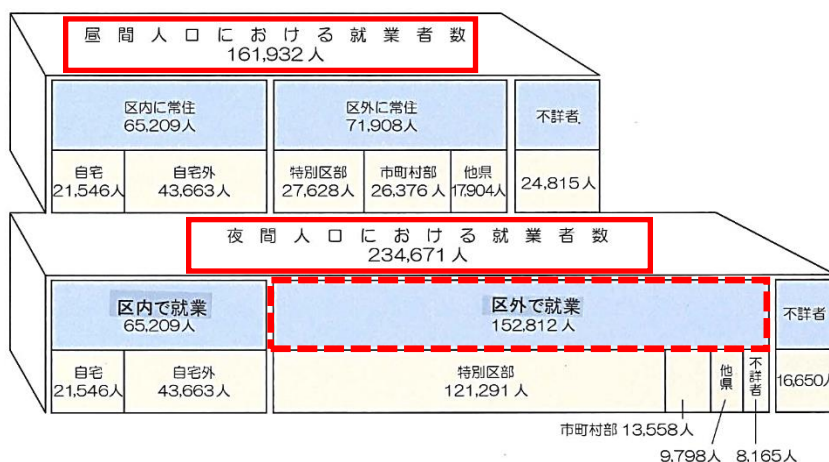 昼間人口における就業者数
161,932人
区内に常住
65,209人
区外に常住
71,908人
不詳者
自宅
21,546人
自宅外
43,663人
特別区部
27,628人
市町村部
26,376人
他県
17,904人
24,815人
夜間人口における就業者数
234,671人
区内で就業
65,209人
区外で就業
152,812人
不詳者
自宅
21,546人
自宅外
43,663人
特別区部
121,291人
他県
不詳者
16,650人
市町村部 13,558人
9,798人 8,165人